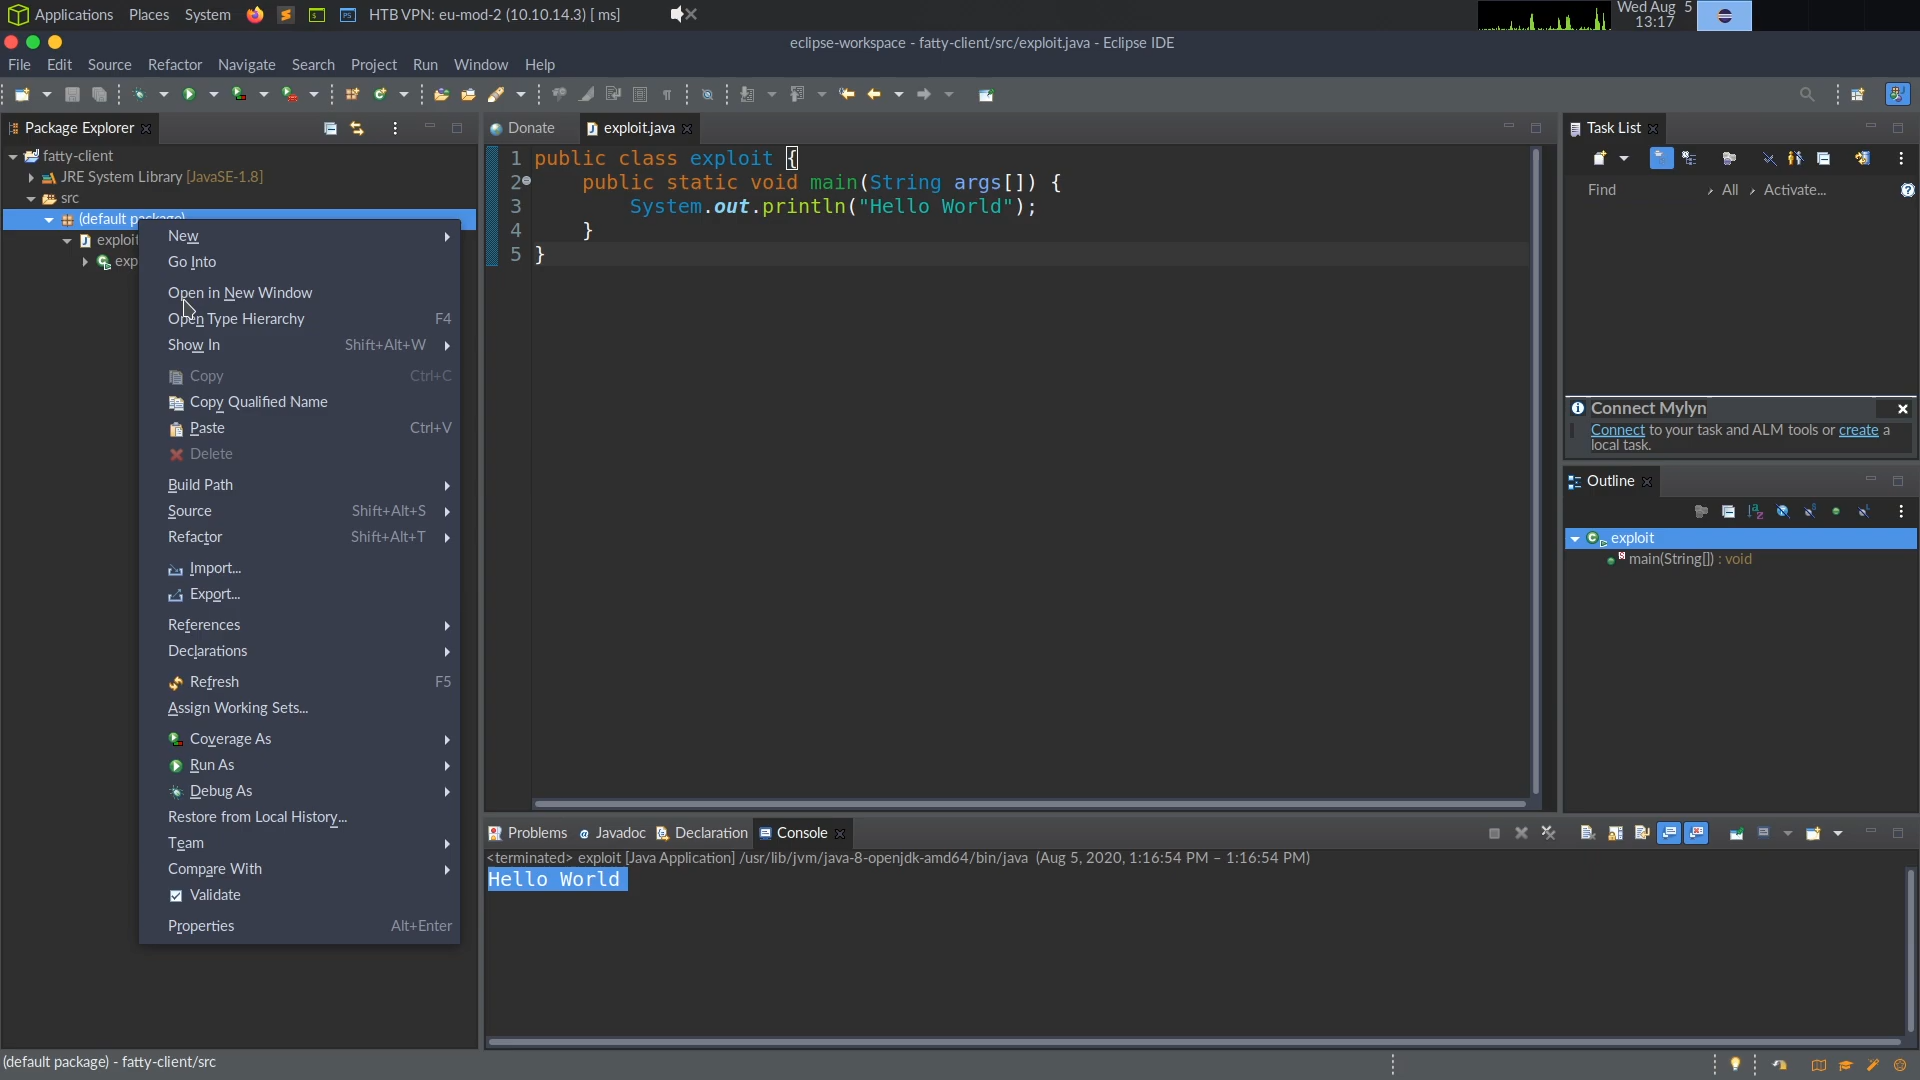 Applications Places System HTB VPN: eu-mod-2 (10.10.14.3) [ ms] Wed Aug 5
13:17
eclipse-workspace - fatty-client/src/exploit.java - Eclipse IDE
File Edit Source Refactor Navigate Search Project Run Window Help
Package Explorer
fatty-client
JRE System Library [JavaSE-1.8]
src
(default package)
exploit
exp
New
Go Into
Open in New Window
Open Type Hierarchy F4
Show In Shift+Alt+W
Copy Ctrl+C
Copy Qualified Name
Paste Ctrl+V
Delete
Build Path
Source Shift+Alt+S
Refactor Shift+Alt+T
Import...
Export...
References
Declarations
Refresh F5
Assign Working Sets...
Coverage As
Run As
Debug As
Restore from Local History...
Team
Compare With
Validate
Properties Alt+Enter
Donate exploit.java
1 public class exploit {
2 public static void main(String args[]) {
3 System.out.println("Hello World");
4 }
5 }
Task List
Find All Activate...
Connect Mylyn
Connect to your task and ALM tools or create a
local task.
Outline
exploit
main(String[]) : void
Problems Javadoc Declaration Console
<terminated> exploit [Java Application] /usr/lib/jvm/java-8-openjdk-amd64/bin/java (Aug 5, 2020, 1:16:54 PM – 1:16:54 PM)
Hello World
(default package) - fatty-client/src